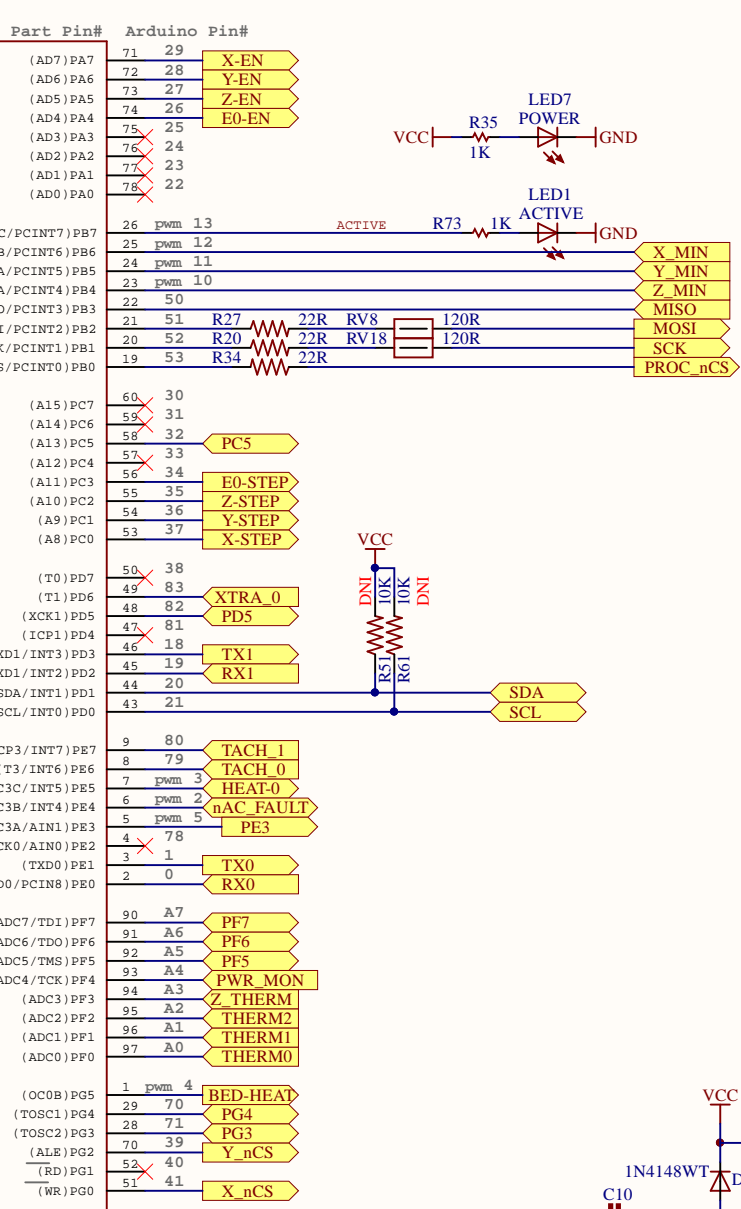 Part Pin# Arduino Pin#
(AD7)PA7 71 29 X-EN
(AD6)PA6 72 28 Y-EN
(AD5)PA5 73 27 Z-EN
(AD4)PA4 74 26 E0-EN
(AD3)PA3 75 25
(AD2)PA2 76 24
(AD1)PA1 77 23
(AD0)PA0 78 22
LED7
POWER
VCC R35 1K GND
LED1
ACTIVE
C/PCINT7)PB7 26 pwm 13 ACTIVE R73 1K GND
B/PCINT6)PB6 25 pwm 12 X_MIN
A/PCINT5)PB5 24 pwm 11 Y_MIN
A/PCINT4)PB4 23 pwm 10 Z_MIN
O/PCINT3)PB3 22 50 MISO
I/PCINT2)PB2 21 51 R27 22R RV8 120R MOSI
K/PCINT1)PB1 20 52 R20 22R RV18 120R SCK
S/PCINT0)PB0 19 53 R34 22R PROC_nCS
(A15)PC7 60 30
(A14)PC6 59 31
(A13)PC5 58 32 PC5
(A12)PC4 57 33
(A11)PC3 56 34 E0-STEP
(A10)PC2 55 35 Z-STEP
(A9)PC1 54 36 Y-STEP
(A8)PC0 53 37 X-STEP
VCC
DNI 10K 10K DNI
R51 R61
(T0)PD7 50 38
(T1)PD6 49 83 XTRA_0
(XCK1)PD5 48 82 PD5
(ICP1)PD4 47 81
XD1/INT3)PD3 46 18 TX1
XD1/INT2)PD2 45 19 RX1
SDA/INT1)PD1 44 20 SDA
SCL/INT0)PD0 43 21 SCL
CP3/INT7)PE7 9 80 TACH_1
(T3/INT6)PE6 8 79 TACH_0
C3C/INT5)PE5 7 pwm 3 HEAT-0
C3B/INT4)PE4 6 pwm 2 nAC_FAULT
C3A/AIN1)PE3 5 pwm 5 PE3
CK0/AIN0)PE2 4 78
(TXD0)PE1 3 1 TX0
D0/PCIN8)PE0 2 0 RX0
ADC7/TDI)PF7 90 A7 PF7
ADC6/TDO)PF6 91 A6 PF6
ADC5/TMS)PF5 92 A5 PF5
ADC4/TCK)PF4 93 A4 PWR_MON
(ADC3)PF3 94 A3 Z_THERM
(ADC2)PF2 95 A2 THERM2
(ADC1)PF1 96 A1 THERM1
(ADC0)PF0 97 A0 THERM0
(OC0B)PG5 1 pwm 4 BED-HEAT
(TOSC1)PG4 29 70 PG4
(TOSC2)PG3 28 71 PG3
(ALE)PG2 70 39 Y_nCS
(RD)PG1 52 40
(WR)PG0 51 41 X_nCS
VCC
1N4148WT D
C10